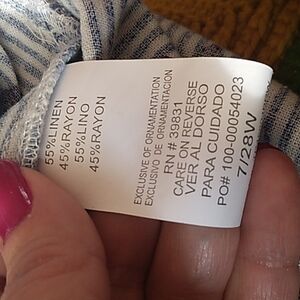 55%LINEN
45%RAYON
55%LINO
45%RAYON
EXCLUSIVE OF ORNAMENTATION
EXCLUSIVO DE ORNAMENTACION
RN # 39831
CARE ON REVERSE
VER AL DORSO
PARA CUIDADO
PO# 100-00054023
7/28W